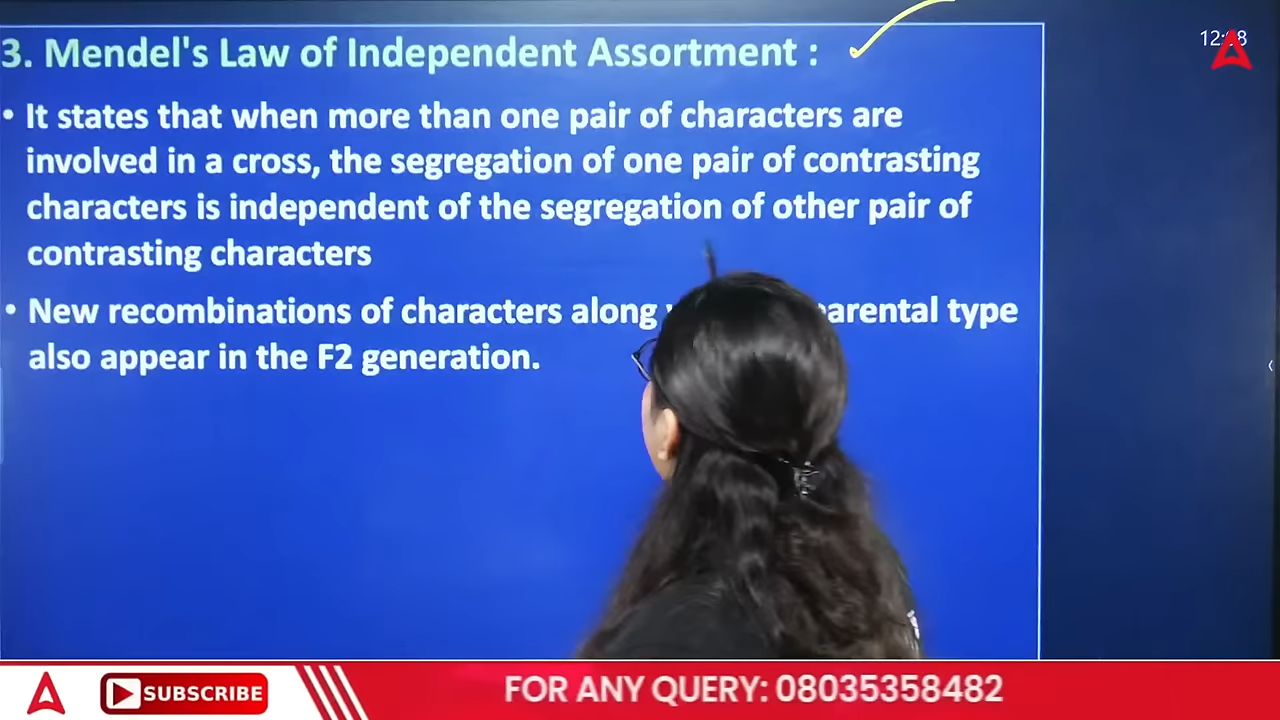 3. Mendel's Law of Independent Assortment :
• It states that when more than one pair of characters are
involved in a cross, the segregation of one pair of contrasting
characters is independent of the segregation of other pair of
contrasting characters
• New recombinations of characters along parental type
also appear in the F2 generation.
SUBSCRIBE
FOR ANY QUERY: 08035358482